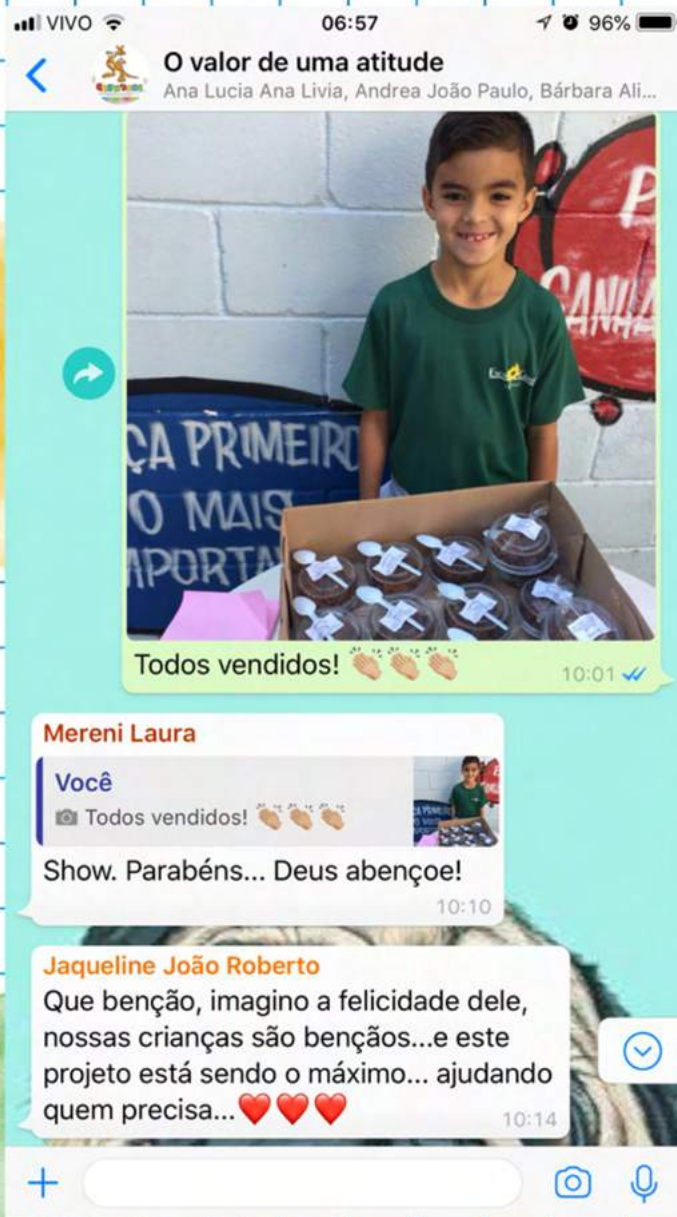 VIVO 06:57 96%
O valor de uma atitude
Ana Lucia Ana Livia, Andrea João Paulo, Bárbara Ali...
P
GANHA
ÇA PRIMEIRO
O MAIS
MPORTA
Todos vendidos! 👏🏼👏🏼👏🏼
10:01
Mereni Laura
Você
Todos vendidos! 👏🏼👏🏼👏🏼
Show. Parabéns... Deus abençoe!
10:10
Jaqueline João Roberto
Que benção, imagino a felicidade dele,
nossas crianças são bençãos...e este
projeto está sendo o máximo... ajudando
quem precisa...❤️❤️❤️
10:14